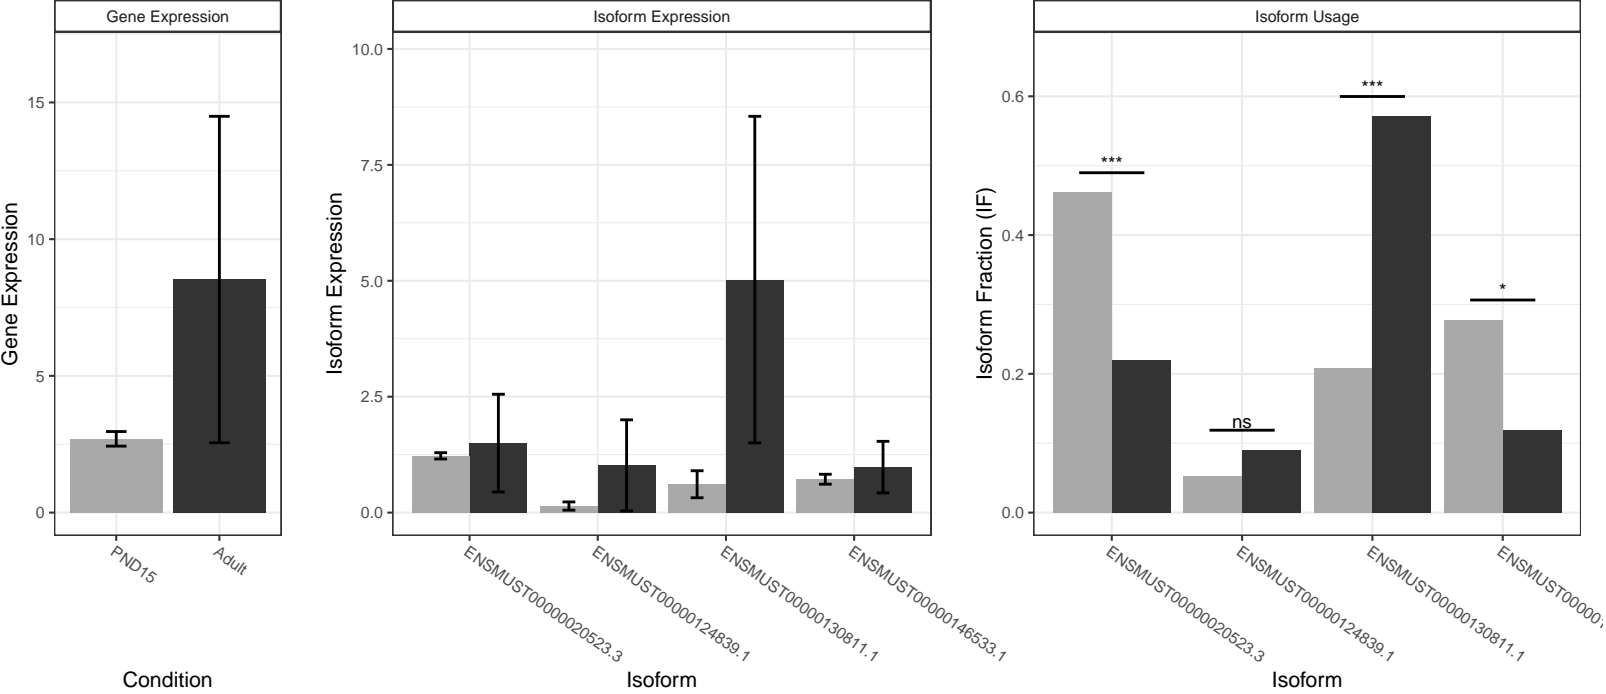 Gene Expression
Gene Expression
15
10
5
0
PND15
Adult
Condition
Isoform Expression
Isoform Expression
10.0
7.5
5.0
2.5
0.0
ENSMUST00000020523.3
ENSMUST00000124839.1
ENSMUST00000130811.1
ENSMUST00000146533.1
Isoform
Isoform Usage
Isoform Fraction (IF)
0.6
0.4
0.2
0.0
***
ns
***
*
ENSMUST00000020523.3
ENSMUST00000124839.1
ENSMUST00000130811.1
ENSMUST000001
Isoform